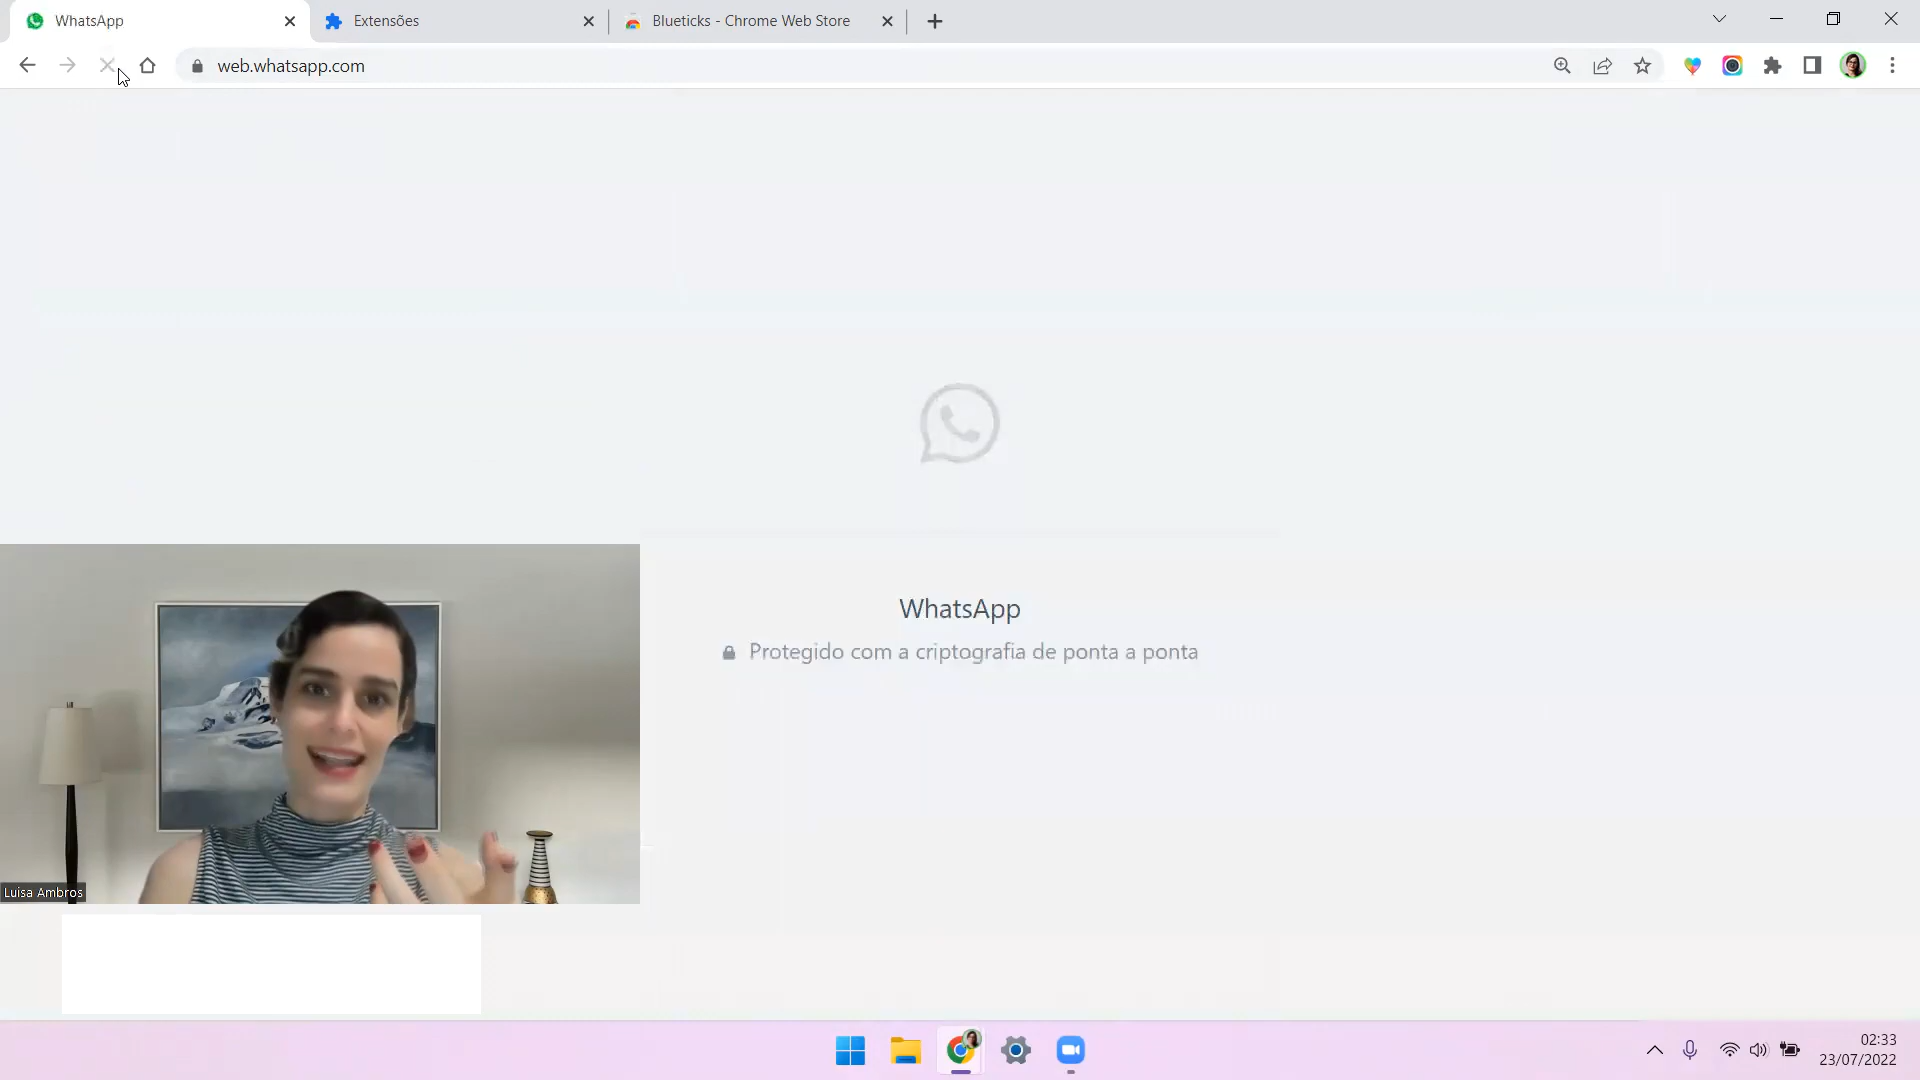 WhatsApp
Extensões
Blueticks - Chrome Web Store
web.whatsapp.com
WhatsApp
Protegido com a criptografia de ponta a ponta
Luísa Ambros
02:33
23/07/2022